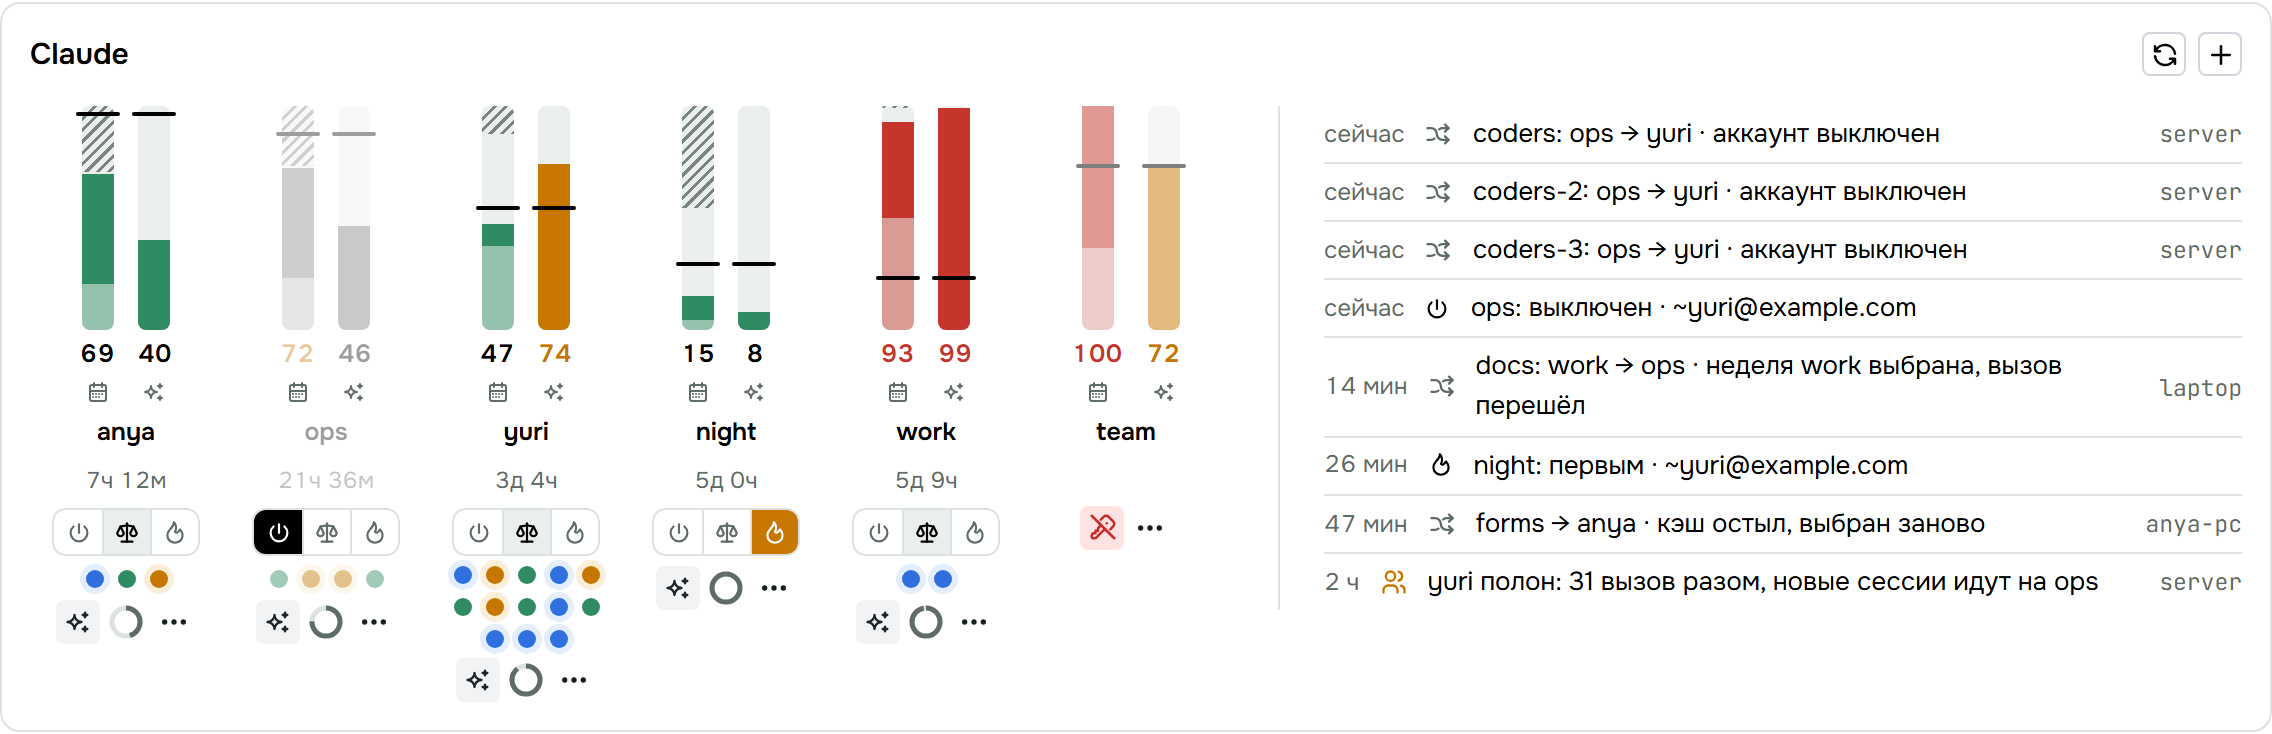 Claude
69 40
anya
7ч 12м
72 46
ops
21ч 36м
47 74
yuri
3д 4ч
15 8
night
5д 0ч
93 99
work
5д 9ч
100 72
team
сейчас coders: ops → yuri · аккаунт выключен server
сейчас coders-2: ops → yuri · аккаунт выключен server
сейчас coders-3: ops → yuri · аккаунт выключен server
сейчас ops: выключен · ~yuri@example.com
14 мин docs: work → ops · неделя work выбрана, вызов
перешёл laptop
26 мин night: первым · ~yuri@example.com
47 мин forms → anya · кэш остыл, выбран заново anya-pc
2 ч yuri полон: 31 вызов разом, новые сессии идут на ops server